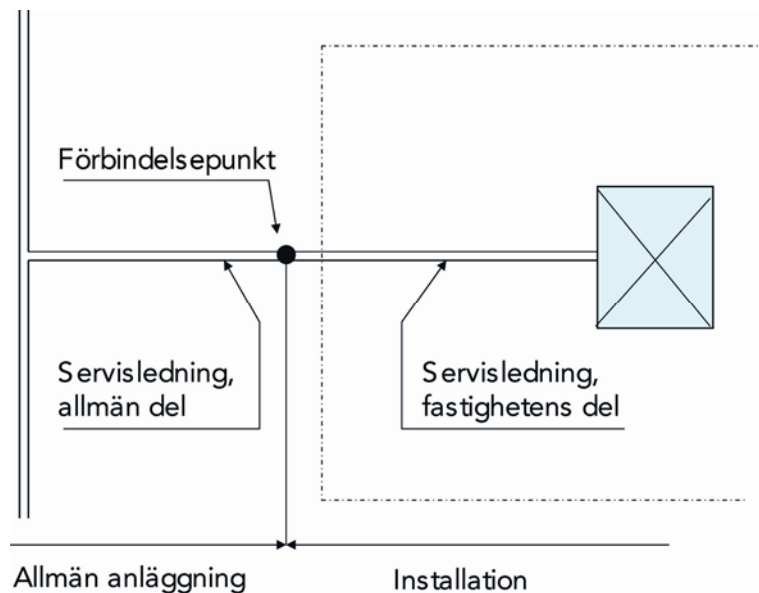 Förbindelsepunkt
Servisledning,
allmän del
Servisledning,
fastighetens del
Allmän anläggning
Installation